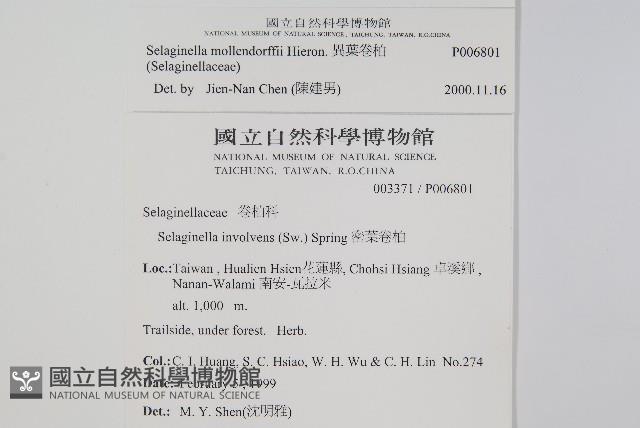 國立自然科學博物館
NATIONAL MUSEUM OF NATURAL SCIENCE, TAICHUNG, TAIWAN, R.O.CHINA
Selaginella mollendorffii Hieron. 異葉卷柏 P006801
(Selaginellaceae)
Det. by Jien-Nan Chen (陳建男) 2000.11.16
國立自然科學博物館
NATIONAL MUSEUM OF NATURAL SCIENCE
TAICHUNG, TAIWAN, R.O.CHINA
003371 / P006801
Selaginellaceae 卷柏科
Selaginella involvens (Sw.) Spring 密葉卷柏
Loc.:Taiwan , Hualien Hsien花蓮縣, Chohsi Hsiang 卓溪鄉 ,
Nanan-Walami 南安-瓦拉米
alt. 1,000 m.
Trailside, under forest. Herb.
Col.:C. I. Huang, S. C. Hsiao, W. H. Wu & C. H. Lin No.274
Date: February 5, 1999
Det.: M. Y. Shen(沈明雅)
國立自然科學博物館
NATIONAL MUSEUM OF NATURAL SCIENCE